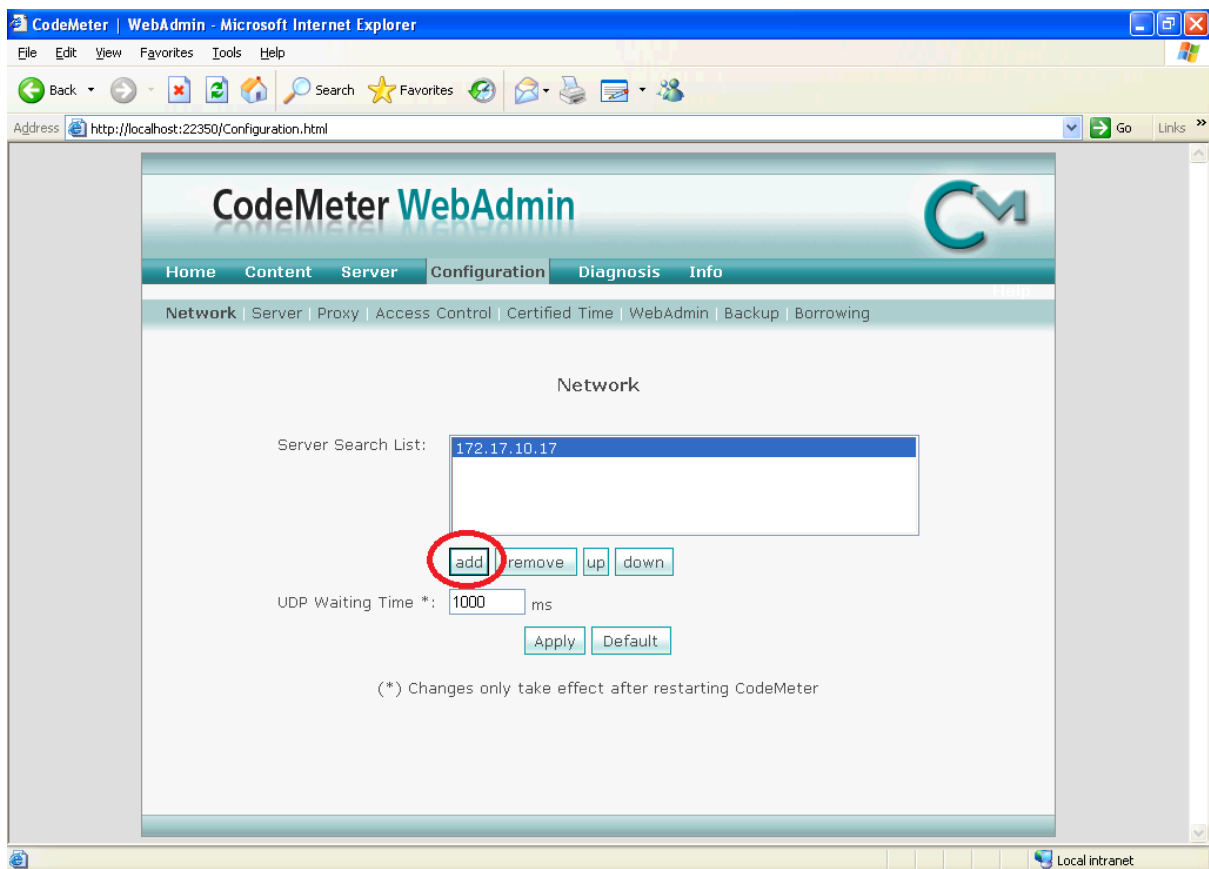 CodeMeter | WebAdmin - Microsoft Internet Explorer
File Edit View Favorites Tools Help
Back Search Favorites
Address http://localhost:22350/Configuration.html Go Links »
CodeMeter WebAdmin
CM
Home Content Server Configuration Diagnosis Info
Help
Network | Server | Proxy | Access Control | Certified Time | WebAdmin | Backup | Borrowing
Network
Server Search List: 172.17.10.17
add remove up down
UDP Waiting Time *: 1000 ms
Apply Default
(*) Changes only take effect after restarting CodeMeter
Local intranet